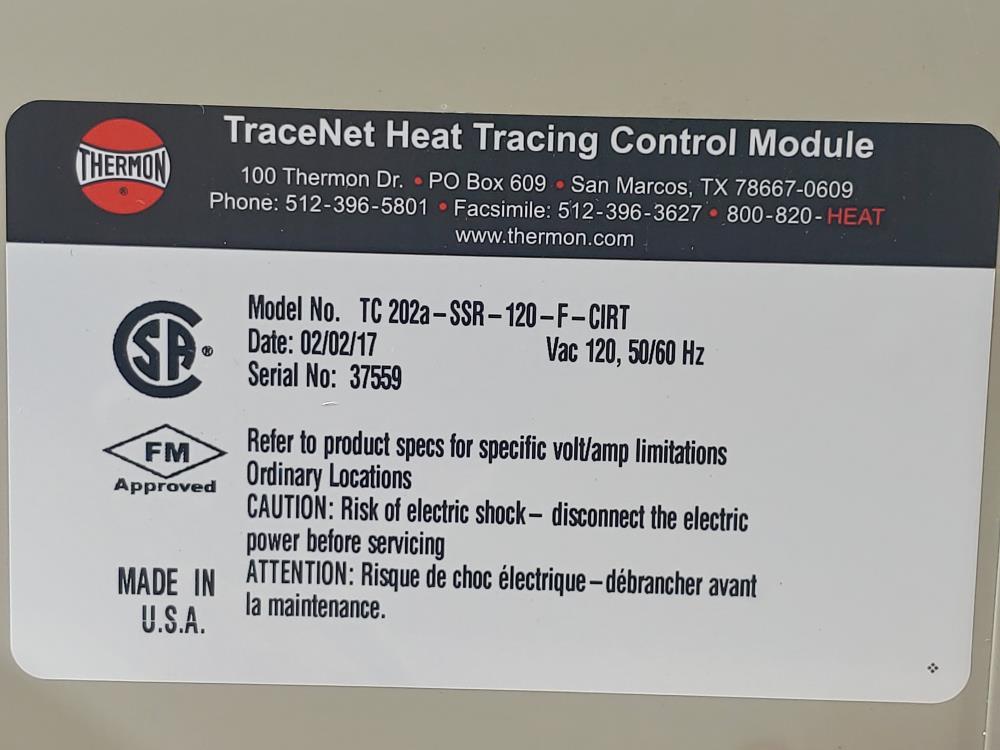 THERMON
®
TraceNet Heat Tracing Control Module
100 Thermon Dr. • PO Box 609 • San Marcos, TX 78667-0609
Phone: 512-396-5801 • Facsimile: 512-396-3627 • 800-820-HEAT
www.thermon.com
SA ®
Model No. TC 202a-SSR-120-F-CIRT
Date: 02/02/17 Vac 120, 50/60 Hz
Serial No: 37559
FM
Approved
Refer to product specs for specific volt/amp limitations
Ordinary Locations
CAUTION: Risk of electric shock– disconnect the electric
power before servicing
ATTENTION: Risque de choc électrique–débrancher avant
la maintenance.
MADE IN
U.S.A.